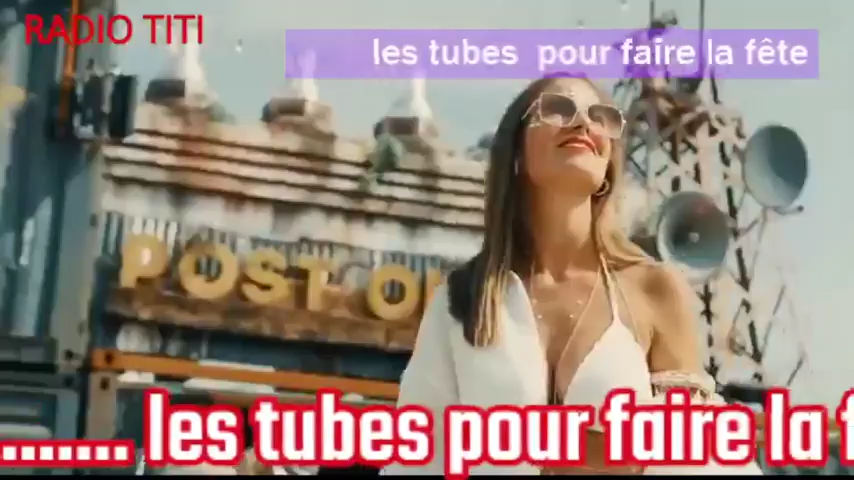 RADIO TITI
les tubes pour faire la fête
POST O
....... les tubes pour faire la f